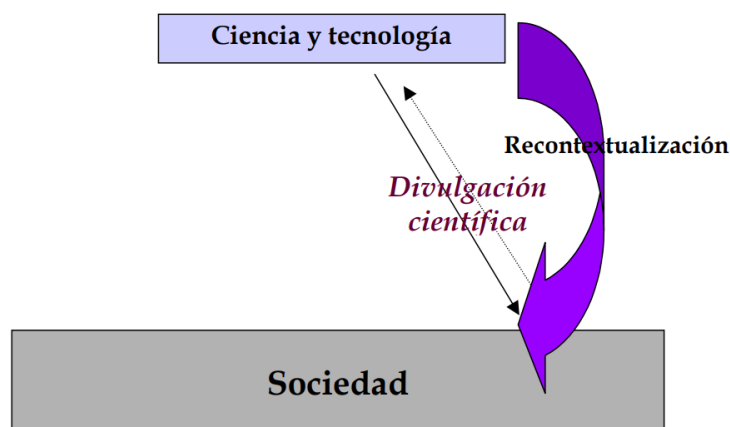 Ciencia y tecnología
Recontextualización
Divulgación
científica
Sociedad